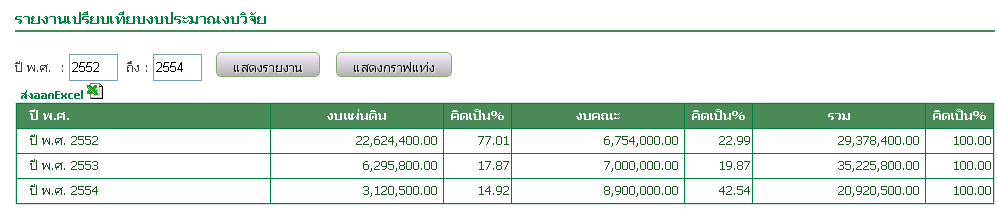 รายงานเปรียบเทียบงบประมาณงบวิจัย
ปี พ.ศ. : 2552 ถึง : 2554 แสดงรายงาน แสดงกราฟแท่ง
ส่งออกExcel
ปี พ.ศ. งบแผ่นดิน คิดเป็น% งบคณะ คิดเป็น% รวม คิดเป็น%
ปี พ.ศ. 2552 22,624,400.00 77.01 6,754,000.00 22.99 29,378,400.00 100.00
ปี พ.ศ. 2553 6,295,800.00 17.87 7,000,000.00 19.87 35,225,800.00 100.00
ปี พ.ศ. 2554 3,120,500.00 14.92 8,900,000.00 42.54 20,920,500.00 100.00